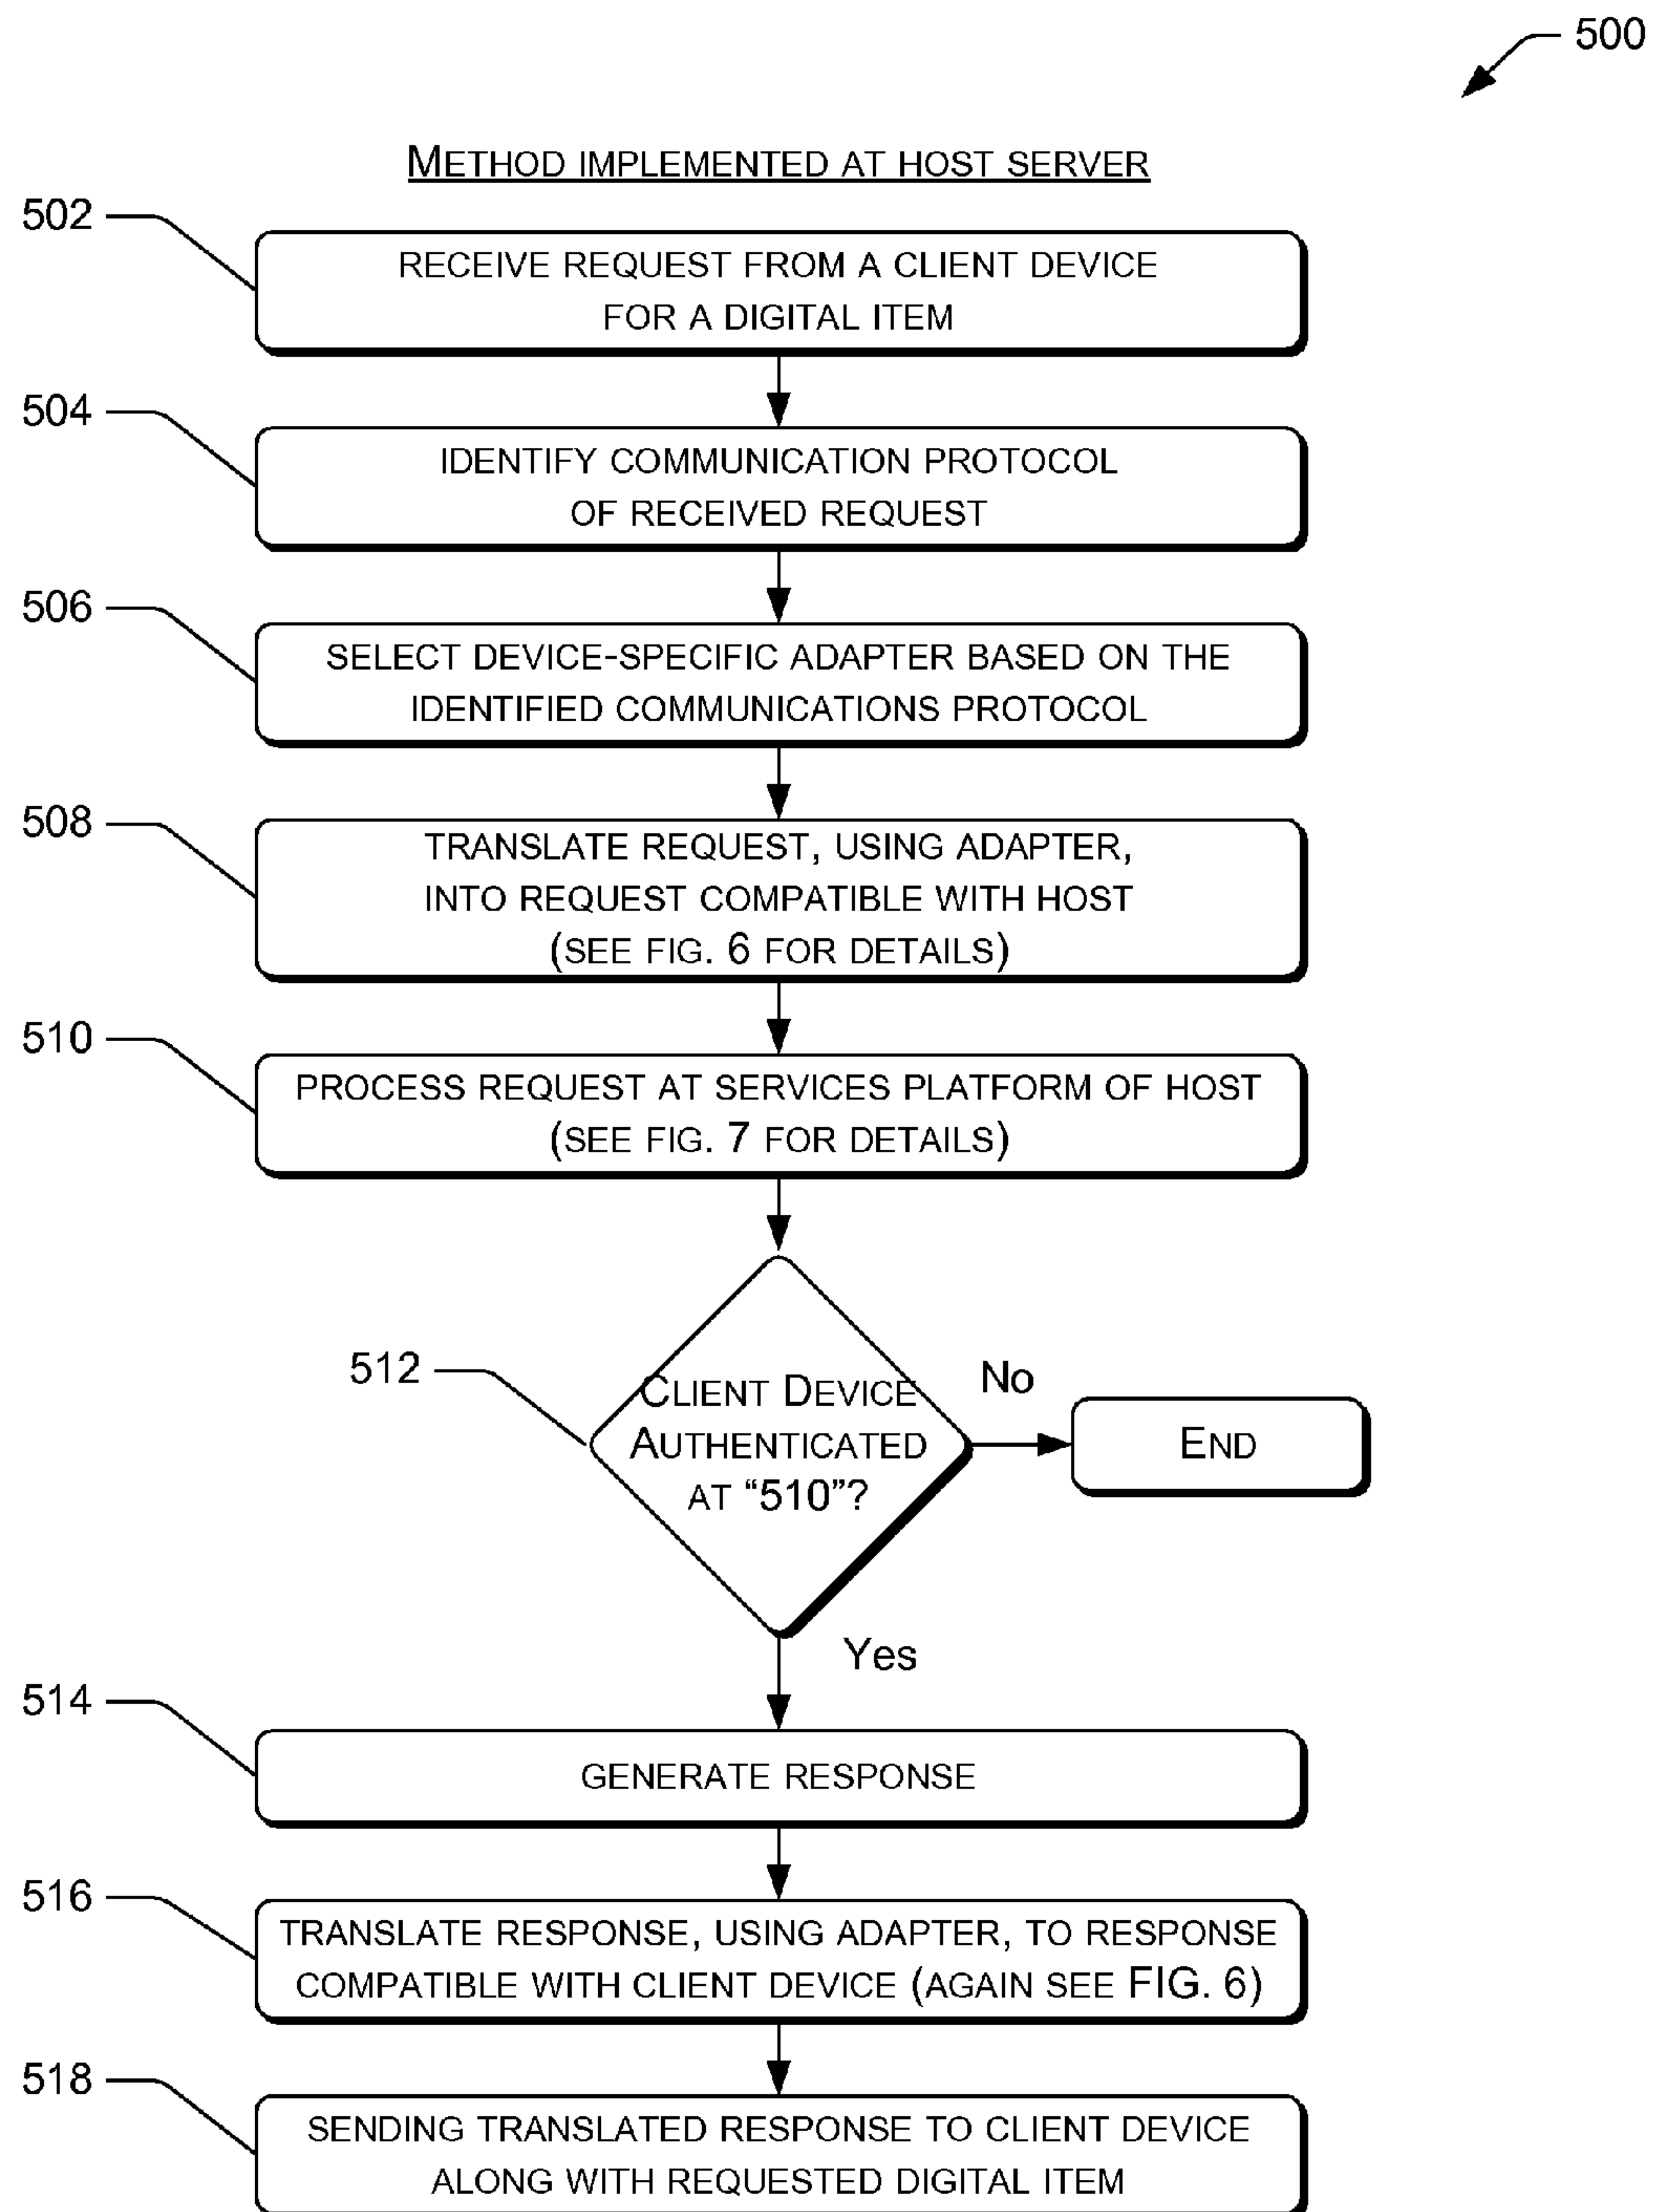 500
METHOD IMPLEMENTED AT HOST SERVER
502
RECEIVE REQUEST FROM A CLIENT DEVICE
FOR A DIGITAL ITEM
504
IDENTIFY COMMUNICATION PROTOCOL
OF RECEIVED REQUEST
506
SELECT DEVICE-SPECIFIC ADAPTER BASED ON THE
IDENTIFIED COMMUNICATIONS PROTOCOL
508
TRANSLATE REQUEST, USING ADAPTER,
INTO REQUEST COMPATIBLE WITH HOST
(SEE FIG. 6 FOR DETAILS)
510
PROCESS REQUEST AT SERVICES PLATFORM OF HOST
(SEE FIG. 7 FOR DETAILS)
512
CLIENT DEVICE
AUTHENTICATED
AT “510”?
No
END
Yes
514
GENERATE RESPONSE
516
TRANSLATE RESPONSE, USING ADAPTER, TO RESPONSE
COMPATIBLE WITH CLIENT DEVICE (AGAIN SEE FIG. 6)
518
SENDING TRANSLATED RESPONSE TO CLIENT DEVICE
ALONG WITH REQUESTED DIGITAL ITEM